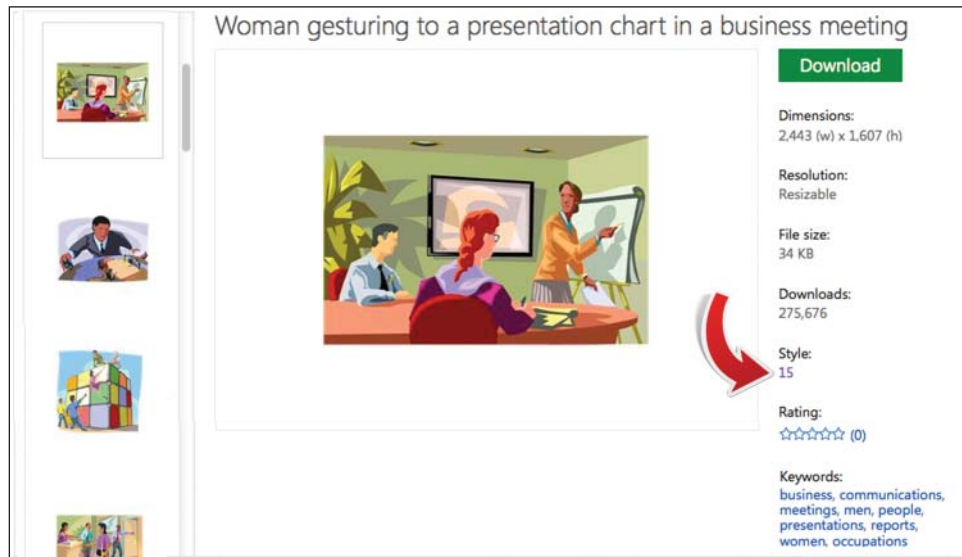 Woman gesturing to a presentation chart in a business meeting
Download
Dimensions:
2,443 (w) x 1,607 (h)
Resolution:
Resizable
File size:
34 KB
Downloads:
275,676
Style:
15
Rating:
(0)
Keywords:
business, communications,
meetings, men, people,
presentations, reports,
women, occupations